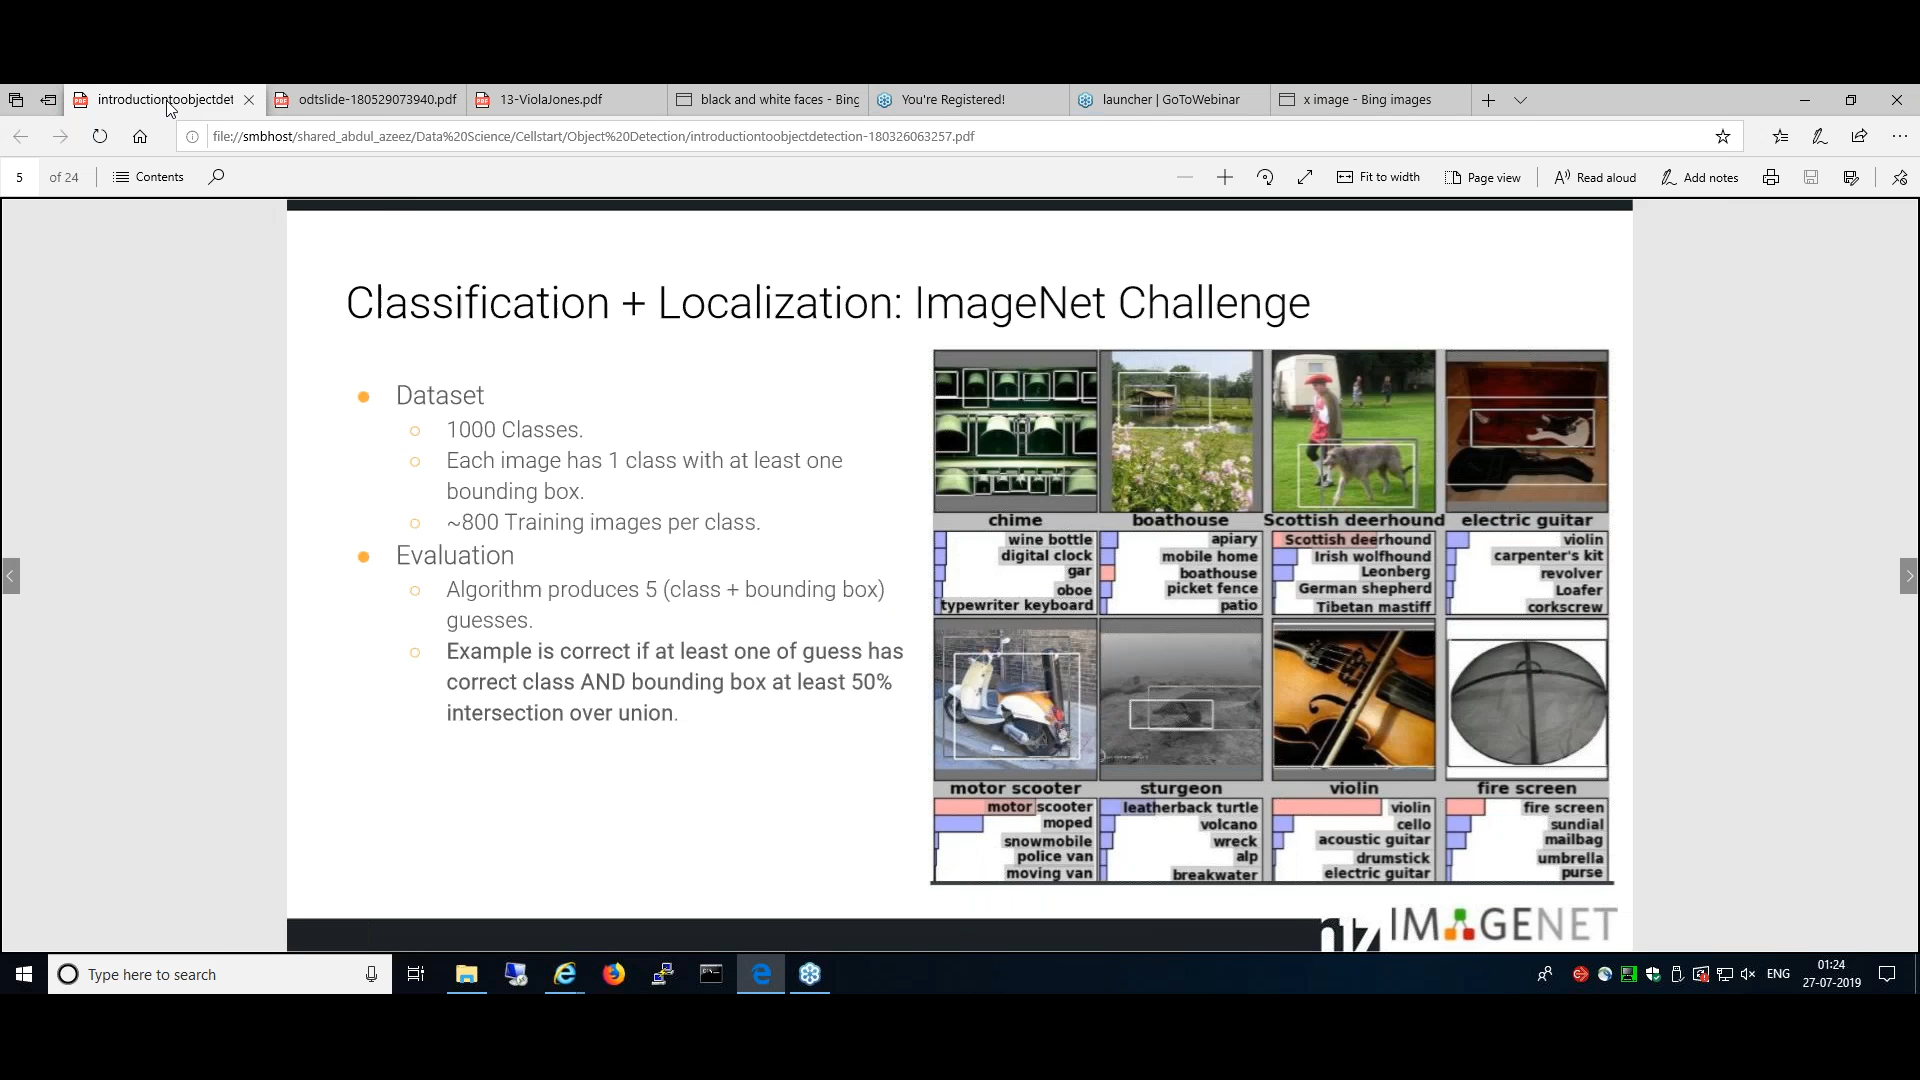 introductiontoobjectdet
odtslide-180529073940.pdf
13-ViolaJones.pdf
black and white faces - Bing
You're Registered!
launcher | GoToWebinar
x image - Bing images
file://smbhost/shared_abdul_azeez/Data%20Science/Cellstart/Object%20Detection/introductiontoobjectdetection-180326063257.pdf
5 of 24
Contents
Fit to width
Page view
Read aloud
Add notes
Classification + Localization: ImageNet Challenge
Dataset
1000 Classes.
Each image has 1 class with at least one
bounding box.
~800 Training images per class.
Evaluation
Algorithm produces 5 (class + bounding box)
guesses.
Example is correct if at least one of guess has
correct class AND bounding box at least 50%
intersection over union.
chime
wine bottle
digital clock
gar
oboe
typewriter keyboard
boathouse
apiary
mobile home
boathouse
picket fence
patio
Scottish deerhound
Scottish deerhound
Irish wolfhound
Leonberg
German shepherd
Tibetan mastiff
electric guitar
violin
carpenter's kit
revolver
Loafer
corkscrew
motor scooter
motor scooter
moped
snowmobile
police van
moving van
sturgeon
leatherback turtle
volcano
wreck
alp
breakwater
violin
violin
cello
acoustic guitar
drumstick
electric guitar
fire screen
fire screen
sundial
mailbag
umbrella
purse
IMAGENET
Type here to search
ENG
01:24
27-07-2019